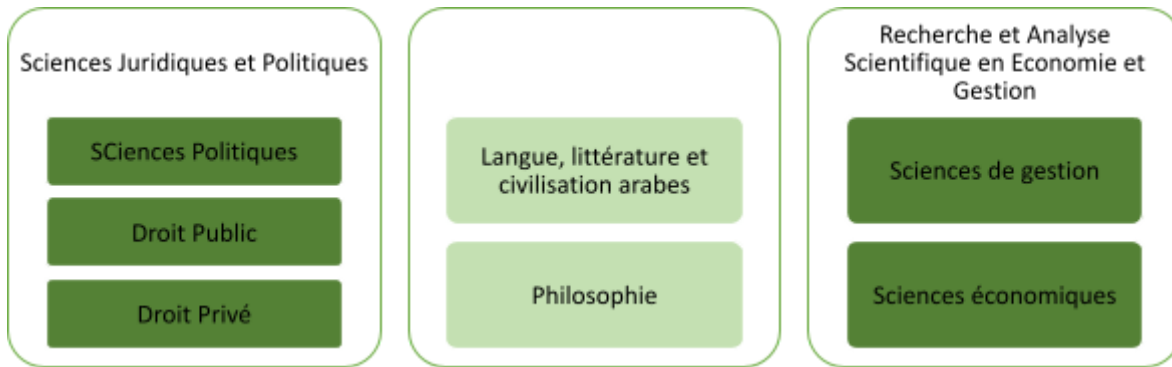 Sciences Juridiques et Politiques
SCiences Politiques
Droit Public
Droit Privé
Langue, littérature et
civilisation arabes
Philosophie
Recherche et Analyse
Scientifique en Economie et
Gestion
Sciences de gestion
Sciences économiques